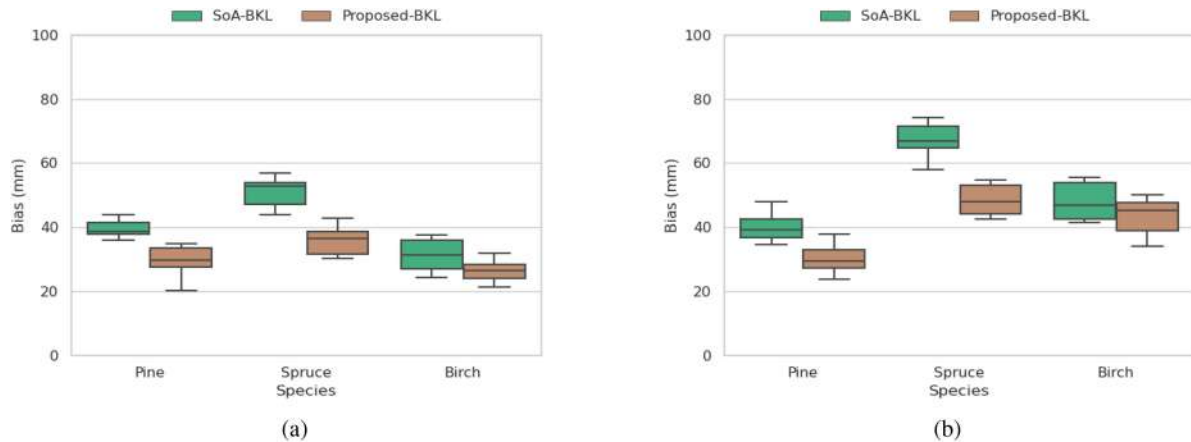 SoA-BKL Proposed-BKL
100
80
60
40
20
0
Bias (mm)
Pine Spruce Birch
Species
(a)
SoA-BKL Proposed-BKL
100
80
60
40
20
0
Bias (mm)
Pine Spruce Birch
Species
(b)